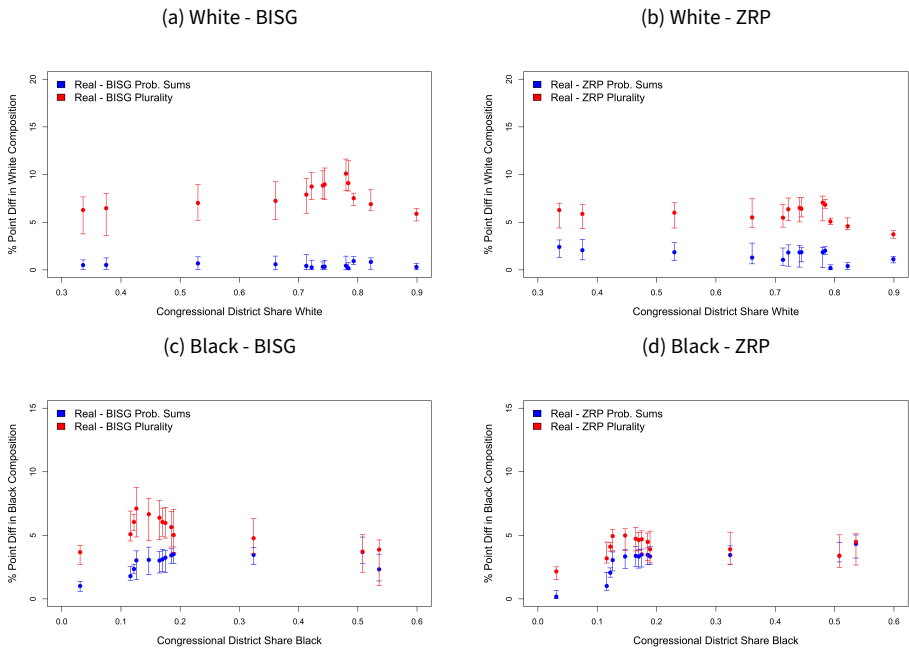 (a) White - BISG
(b) White - ZRP
% Point Diff in White Composition
20
15
10
5
0
Real - BISG Prob. Sums
Real - BISG Plurality
0.3 0.4 0.5 0.6 0.7 0.8 0.9
Congressional District Share White
% Point Diff in White Composition
20
15
10
5
0
Real - ZRP Prob. Sums
Real - ZRP Plurality
0.3 0.4 0.5 0.6 0.7 0.8 0.9
Congressional District Share White
(c) Black - BISG
(d) Black - ZRP
% Point Diff in Black Composition
15
10
5
0
Real - BISG Prob. Sums
Real - BISG Plurality
0.0 0.1 0.2 0.3 0.4 0.5 0.6
Congressional District Share Black
% Point Diff in Black Composition
15
10
5
0
Real - ZRP Prob. Sums
Real - ZRP Plurality
0.0 0.1 0.2 0.3 0.4 0.5 0.6
Congressional District Share Black